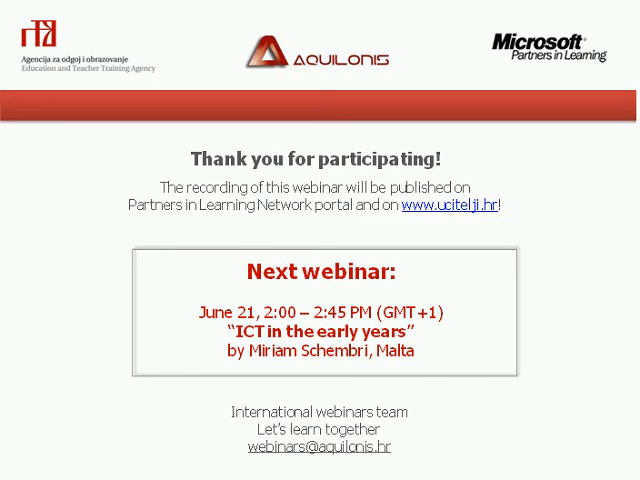 Agencija za odgoj i obrazovanje
Education and Teacher Training Agency
AQUILONIS
Microsoft®
Partners in Learning
Thank you for participating!
The recording of this webinar will be published on
Partners in Learning Network portal and on www.ucitelji.hr!
Next webinar:
June 21, 2:00 – 2:45 PM (GMT+1)
“ICT in the early years”
by Miriam Schembri, Malta
International webinars team
Let's learn together
webinars@aquilonis.hr